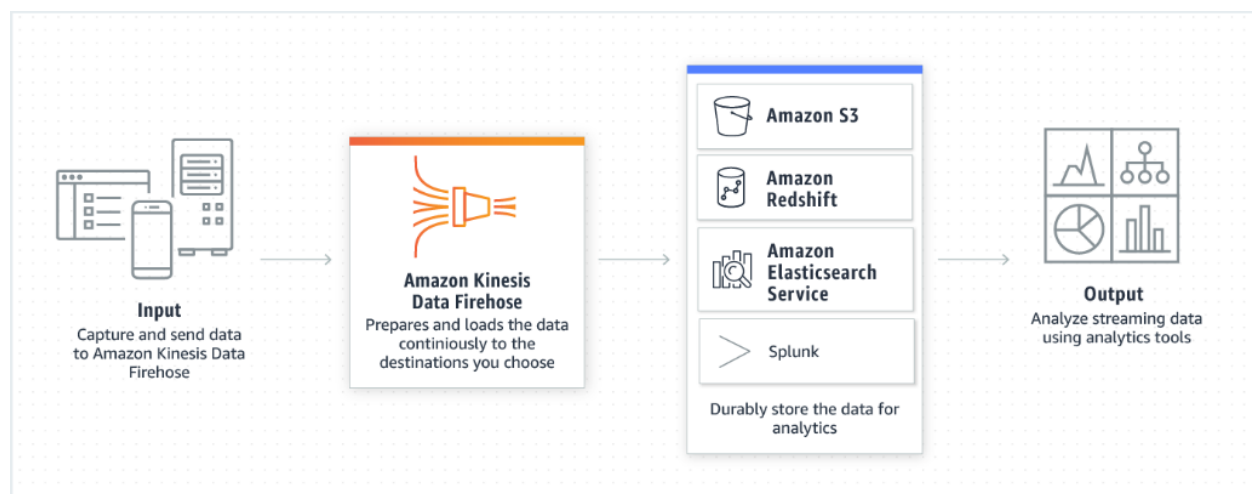 Input
Capture and send data
to Amazon Kinesis Data
Firehose
Amazon Kinesis
Data Firehose
Prepares and loads the data
continiously to the
destinations you choose
Amazon S3
Amazon
Redshift
Amazon
Elasticsearch
Service
Splunk
Durably store the data for
analytics
Output
Analyze streaming data
using analytics tools